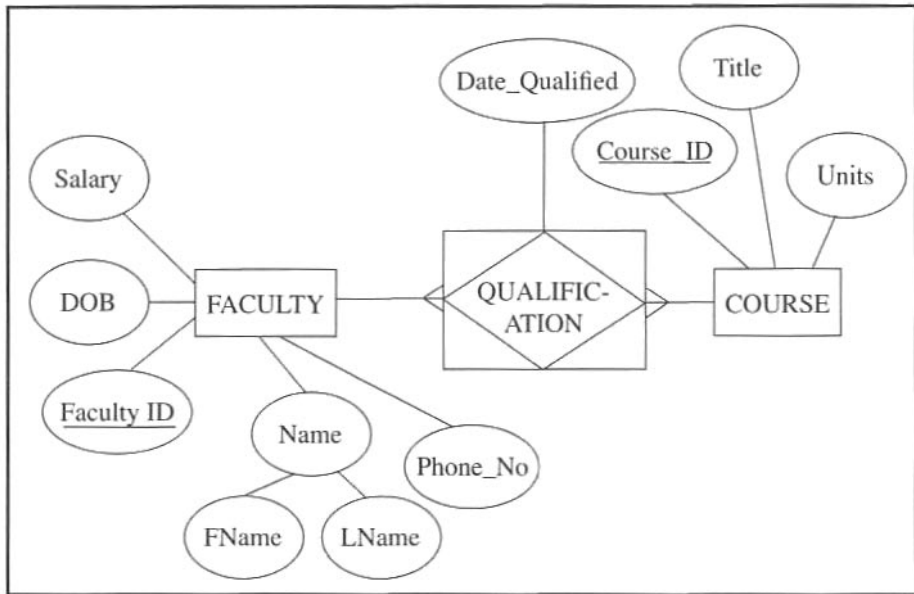 Date_Qualified
Title
Course_ID
Units
Salary
DOB
FACULTY
QUALIFIC-
ATION
COURSE
Faculty ID
Name
Phone_No
FName
LName